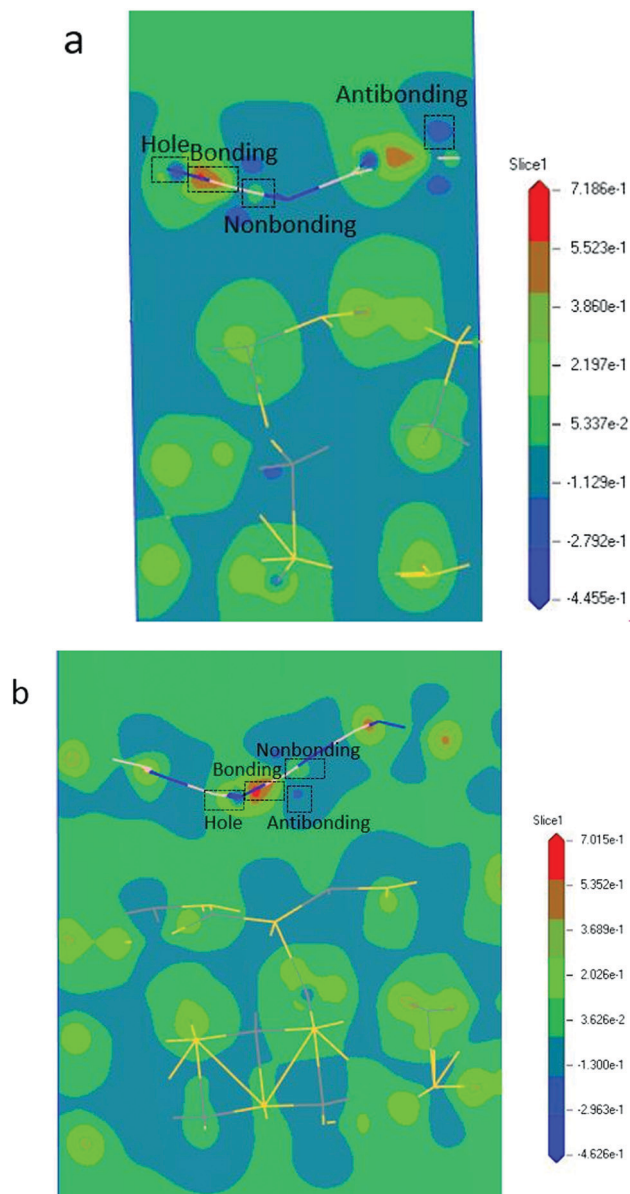 a
Antibonding
Hole
Bonding
Nonbonding
Slice1
7.186e-1
5.523e-1
3.860e-1
2.197e-1
5.337e-2
-1.129e-1
-2.792e-1
-4.455e-1
b
Nonbonding
Bonding
Hole
Antibonding
Slice1
7.015e-1
5.352e-1
3.689e-1
2.026e-1
3.626e-2
-1.300e-1
-2.963e-1
-4.626e-1